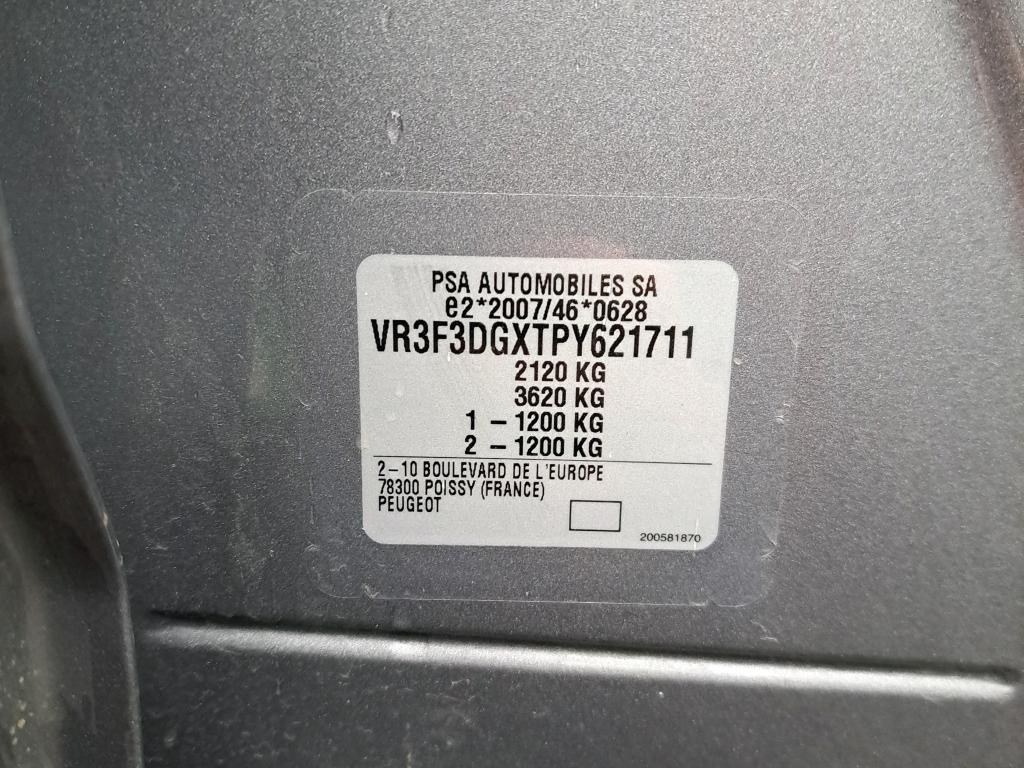 PSA AUTOMOBILES SA
e2*2007/46*0628
VR3F3DGXTPY621711
2120 KG
3620 KG
1 - 1200 KG
2 - 1200 KG
2-10 BOULEVARD DE L'EUROPE
78300 POISSY (FRANCE)
PEUGEOT
200581870